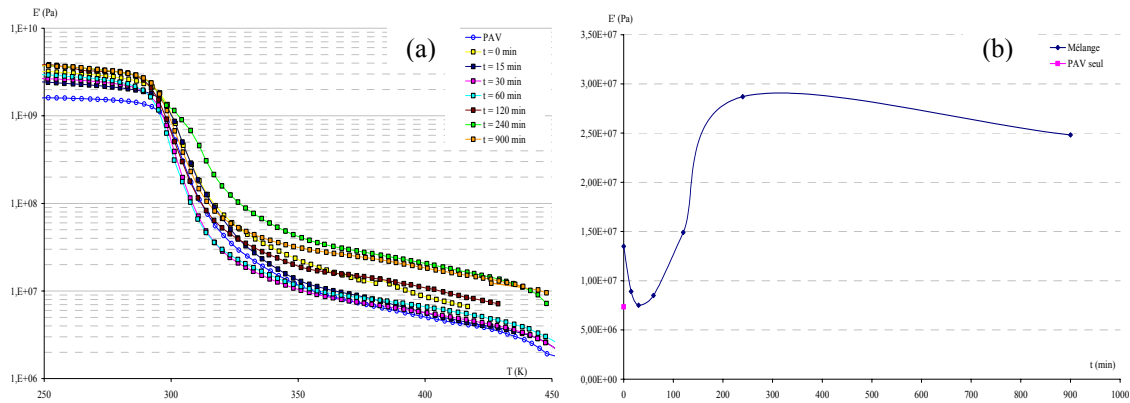 E' (Pa)
1,E+10
1,E+09
1,E+08
1,E+07
1,E+06
250
300
350
400
450
T (K)
(a)
PAV
t = 0 min
t = 15 min
t = 30 min
t = 60 min
t = 120 min
t = 240 min
t = 900 min
E' (Pa)
3,50E+07
3,00E+07
2,50E+07
2,00E+07
1,50E+07
1,00E+07
5,00E+06
0,00E+00
0
100
200
300
400
500
600
700
800
900
1000
t (min)
(b)
Mélange
PAV seul